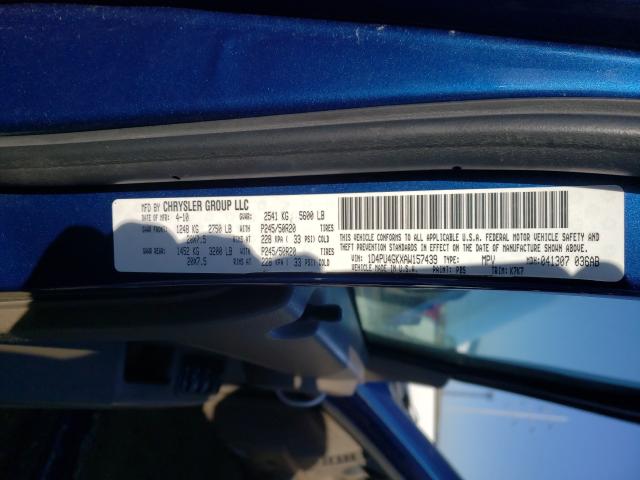 MFD BY CHRYSLER GROUP LLC
DATE OF MFR: 4-10 GVWR: 2541 KG, 5600 LB
GAWR FRONT: 1248 KG 2750 LB WITH P245/50R20 TIRES
20X7.5 RIMS AT 228 KPA ( 33 PSI) COLD
GAWR REAR: 1452 KG 3200 LB WITH P245/50R20 TIRES
20X7.5 RIMS AT 228 KPA ( 33 PSI) COLD
THIS VEHICLE CONFORMS TO ALL APPLICABLE U.S.A. FEDERAL MOTOR VEHICLE SAFETY AND
THEFT PREVENTION STANDARDS IN EFFECT ON THE DATE OF MANUFACTURE SHOWN ABOVE.
VIN: 1D4PU4GKXAW157439 TYPE: MPV MDH: 041307 036AB
VEHICLE MADE IN U.S.A. PAINT: PBS TRIM: K7K7